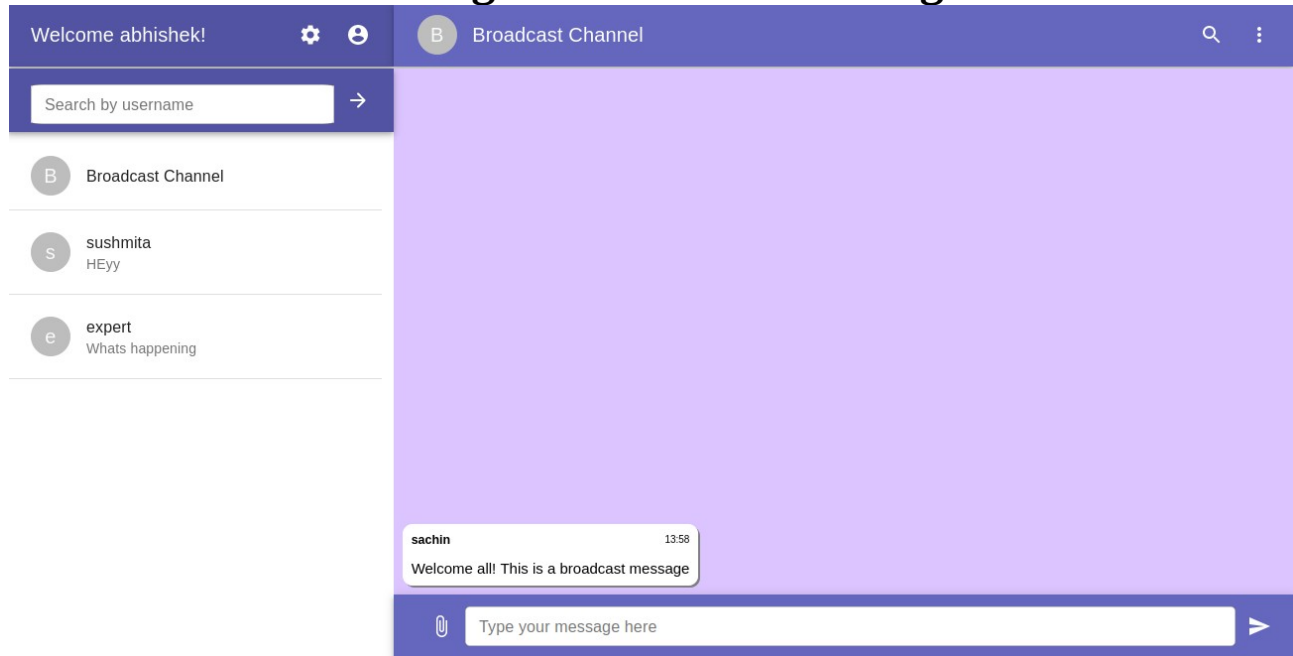 Welcome abhishek!
B Broadcast Channel
Search by username
B Broadcast Channel
s sushmita
HEyy
e expert
Whats happening
sachin 13:58
Welcome all! This is a broadcast message
Type your message here